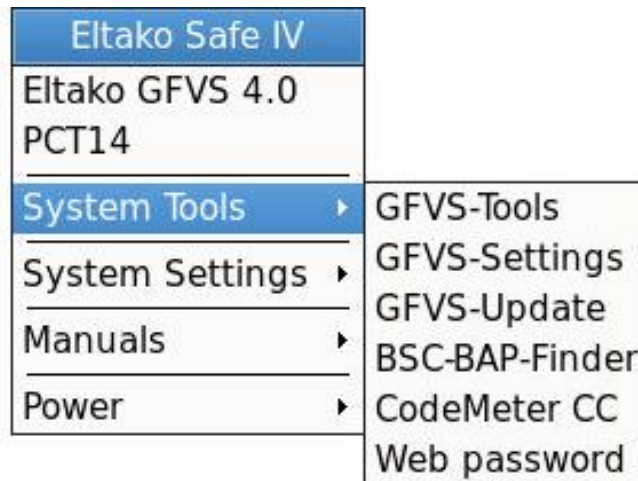 Eltako Safe IV
Eltako GFVS 4.0
PCT14
System Tools
System Settings
Manuals
Power
GFVS-Tools
GFVS-Settings
GFVS-Update
BSC-BAP-Finder
CodeMeter CC
Web password